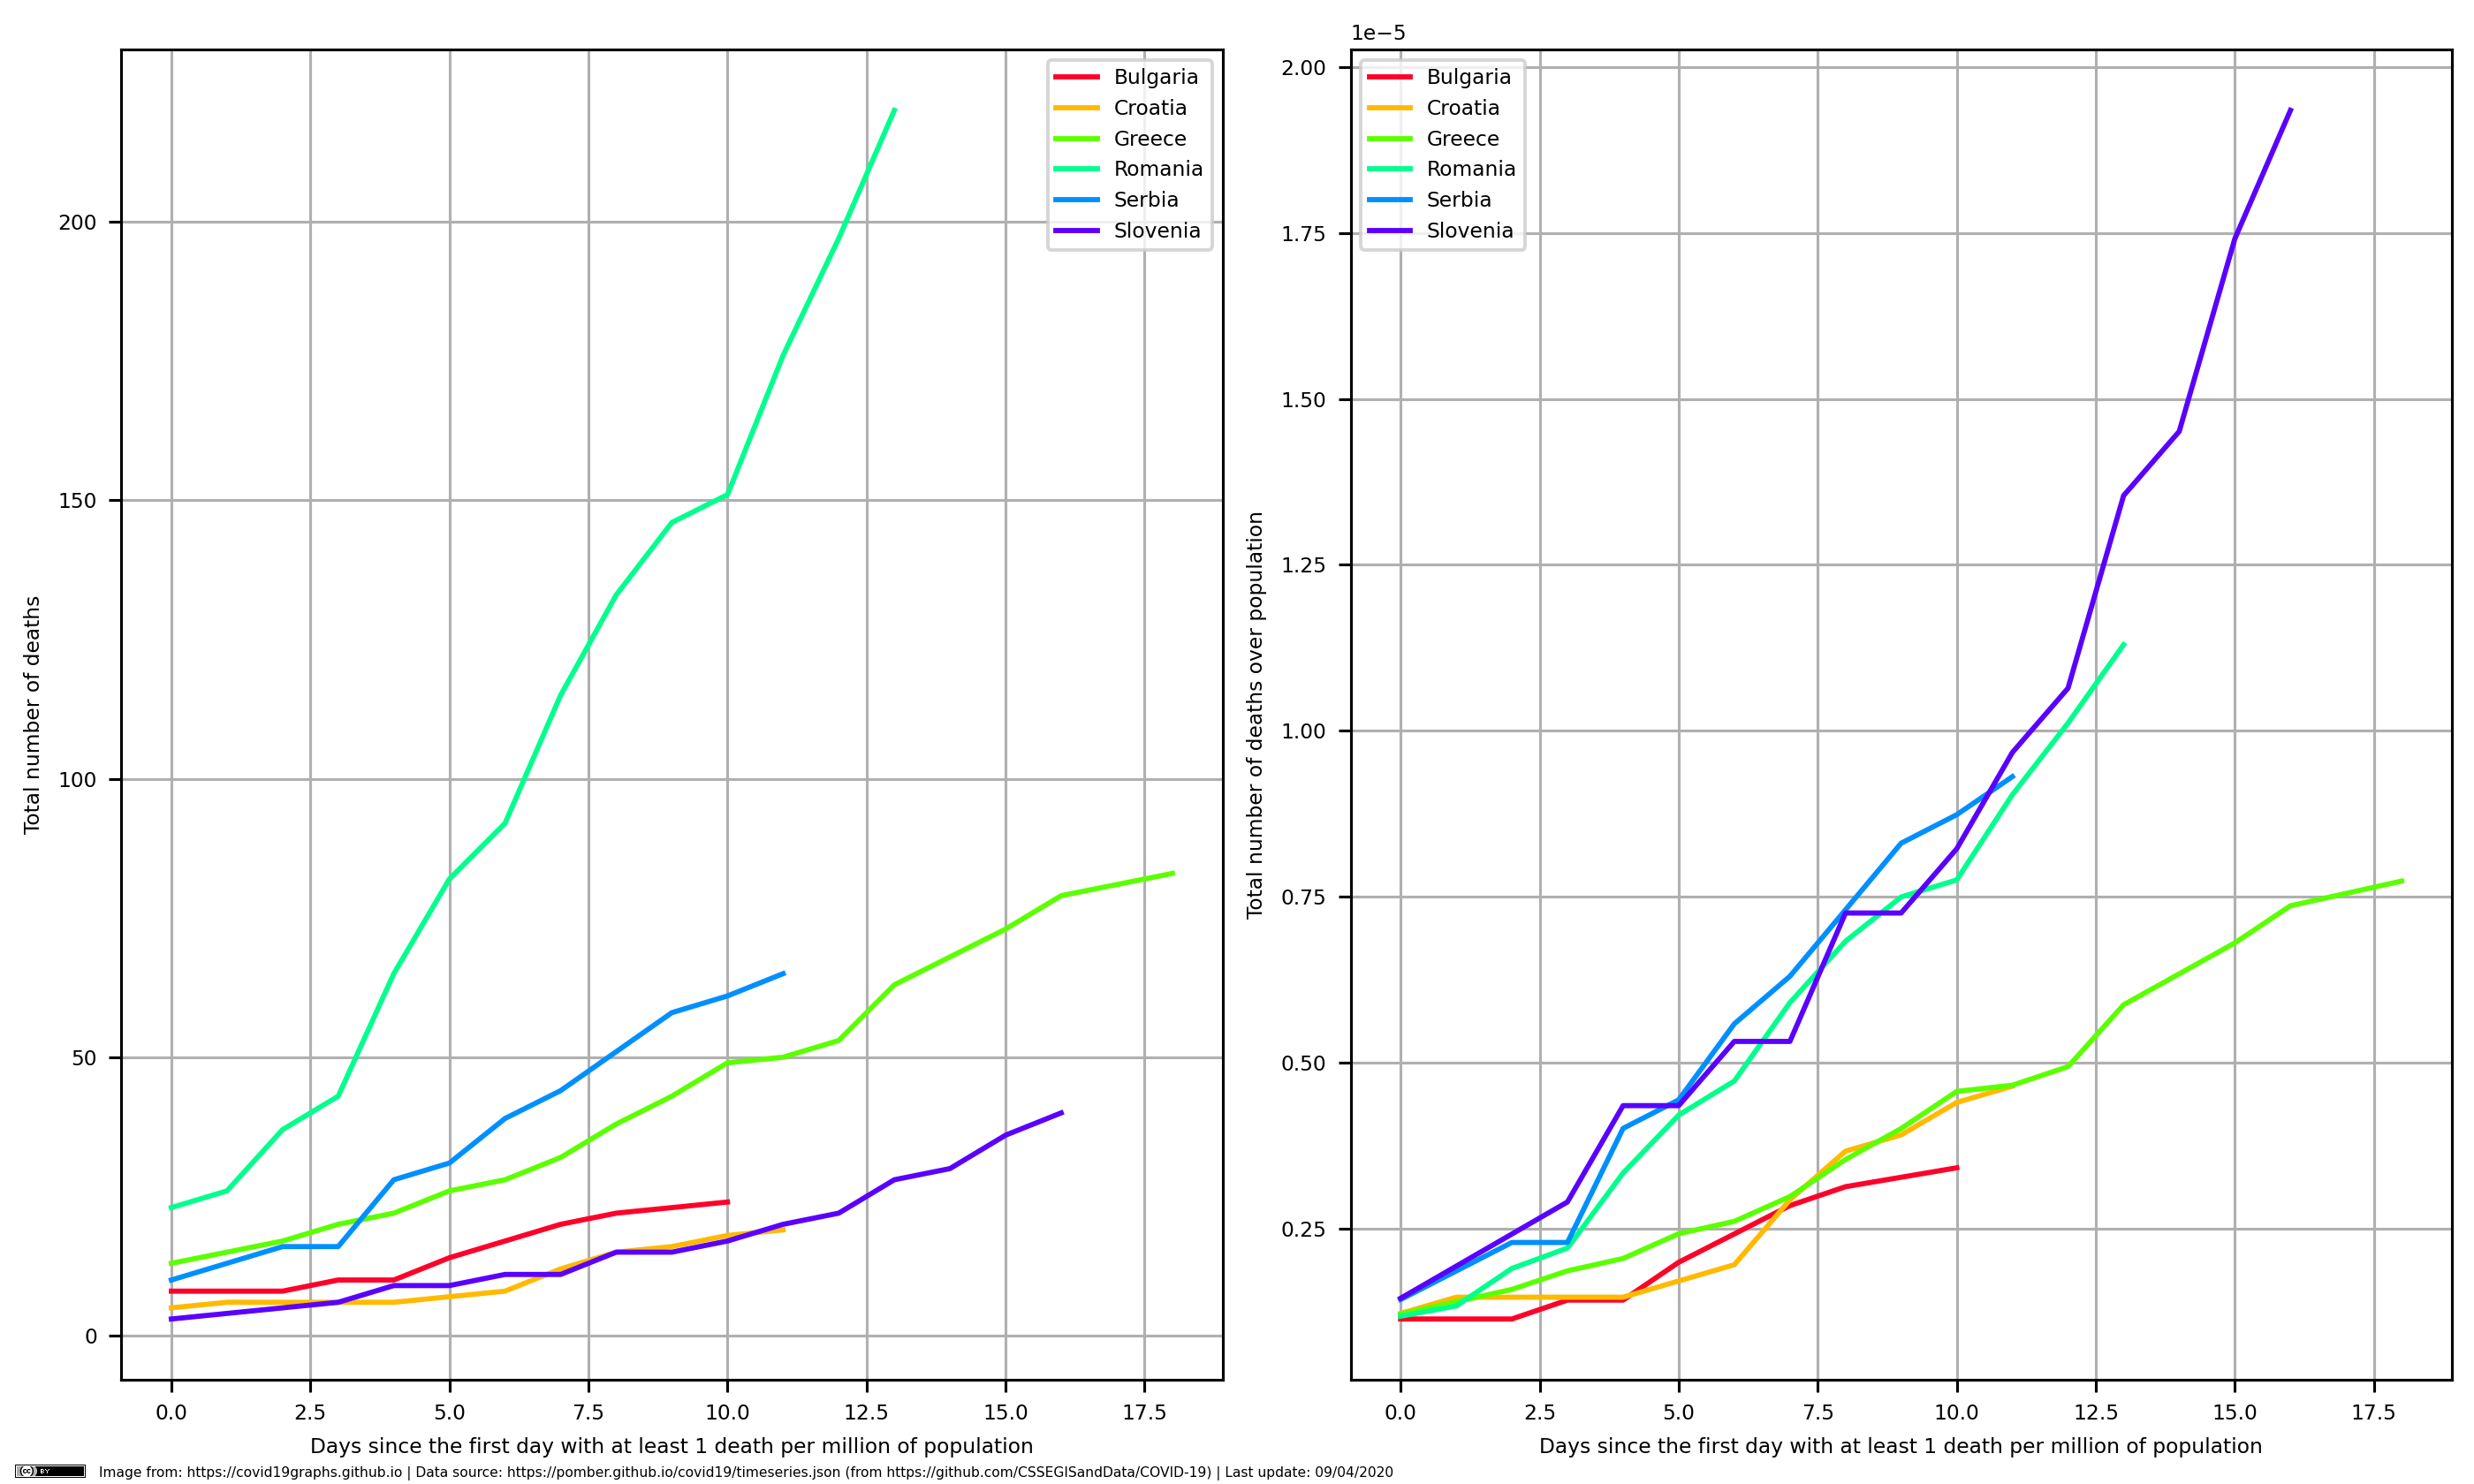 200
150
100
50
0
Total number of deaths
Bulgaria
Croatia
Greece
Romania
Serbia
Slovenia
0.0 2.5 5.0 7.5 10.0 12.5 15.0 17.5
Days since the first day with at least 1 death per million of population
1e−5
2.00
1.75
1.50
1.25
1.00
0.75
0.50
0.25
Total number of deaths over population
Bulgaria
Croatia
Greece
Romania
Serbia
Slovenia
0.0 2.5 5.0 7.5 10.0 12.5 15.0 17.5
Days since the first day with at least 1 death per million of population
(cc) BY Image from: https://covid19graphs.github.io | Data source: https://pomber.github.io/covid19/timeseries.json (from https://github.com/CSSEGISandData/COVID-19) | Last update: 09/04/2020